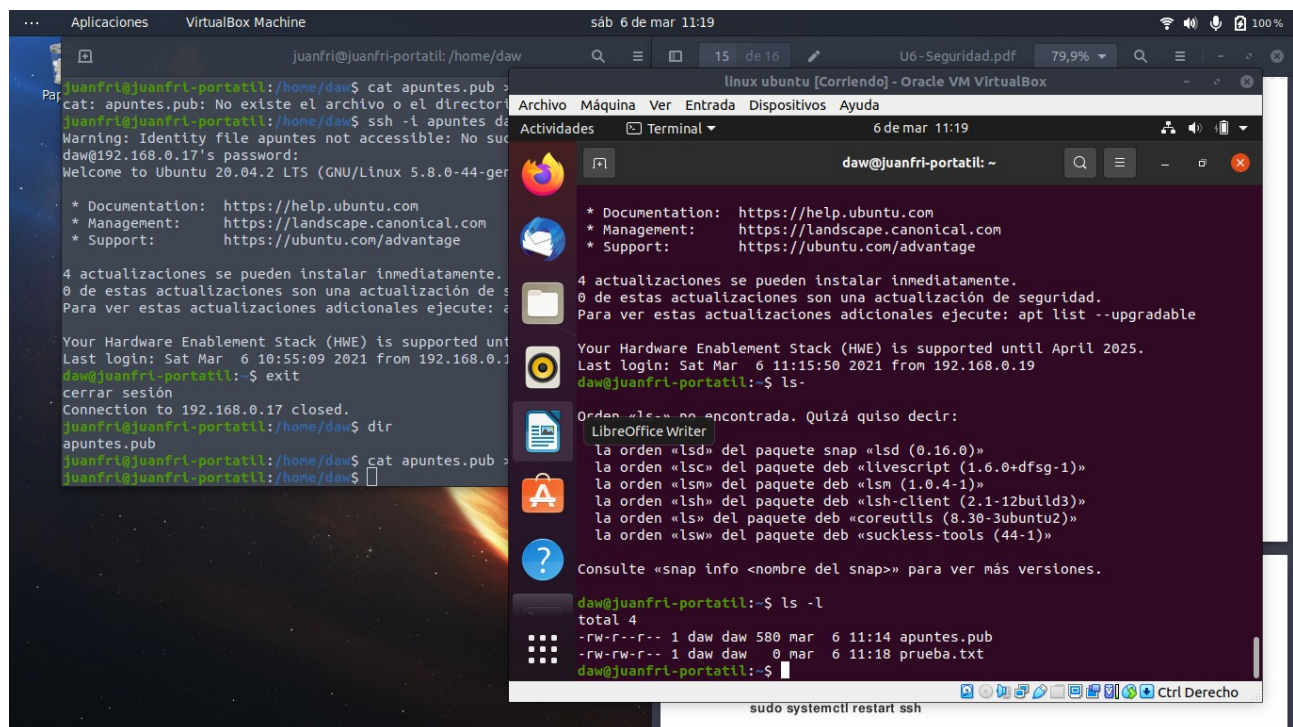 ... Aplicaciones VirtualBox Machine sáb 6 de mar 11:19 100 %
juanfri@juanfri-portatil: /home/daw
15 de 16 U6-Seguridad.pdf 79,9%
juanfri@juanfri-portatil:/home/daw$ cat apuntes.pub >
cat: apuntes.pub: No existe el archivo o el directori
juanfri@juanfri-portatil:/home/daw$ ssh -i apuntes da
Warning: Identity file apuntes not accessible: No suc
daw@192.168.0.17's password:
Welcome to Ubuntu 20.04.2 LTS (GNU/Linux 5.8.0-44-gen
* Documentation: https://help.ubuntu.com
* Management: https://landscape.canonical.com
* Support: https://ubuntu.com/advantage
4 actualizaciones se pueden instalar inmediatamente.
0 de estas actualizaciones son una actualización de s
Para ver estas actualizaciones adicionales ejecute: a
Your Hardware Enablement Stack (HWE) is supported unt
Last login: Sat Mar 6 10:55:09 2021 from 192.168.0.1
daw@juanfri-portatil:~$ exit
cerrar sesión
Connection to 192.168.0.17 closed.
juanfri@juanfri-portatil:/home/daw$ dir
apuntes.pub
juanfri@juanfri-portatil:/home/daw$ cat apuntes.pub >
juanfri@juanfri-portatil:/home/daw$
linux ubuntu [Corriendo] - Oracle VM VirtualBox
Archivo Máquina Ver Entrada Dispositivos Ayuda
Actividades Terminal 6 de mar 11:19
daw@juanfri-portatil: ~
* Documentation: https://help.ubuntu.com
* Management: https://landscape.canonical.com
* Support: https://ubuntu.com/advantage
4 actualizaciones se pueden instalar inmediatamente.
0 de estas actualizaciones son una actualización de seguridad.
Para ver estas actualizaciones adicionales ejecute: apt list --upgradable
Your Hardware Enablement Stack (HWE) is supported until April 2025.
Last login: Sat Mar 6 11:15:50 2021 from 192.168.0.19
daw@juanfri-portatil:~$ ls-
Orden «ls-» no encontrada. Quizá quiso decir:
LibreOffice Writer
la orden «lsd» del paquete snap «lsd (0.16.0)»
la orden «lsc» del paquete deb «livescript (1.6.0+dfsg-1)»
la orden «lsm» del paquete deb «lsm (1.0.4-1)»
la orden «lsh» del paquete deb «lsh-client (2.1-12build3)»
la orden «ls» del paquete deb «coreutils (8.30-3ubuntu2)»
la orden «lsw» del paquete deb «suckless-tools (44-1)»
Consulte «snap info <nombre del snap>» para ver más versiones.
daw@juanfri-portatil:~$ ls -l
total 4
-rw-r--r-- 1 daw daw 580 mar 6 11:14 apuntes.pub
-rw-rw-r-- 1 daw daw 0 mar 6 11:18 prueba.txt
daw@juanfri-portatil:~$
Ctrl Derecho
sudo systemctl restart ssh